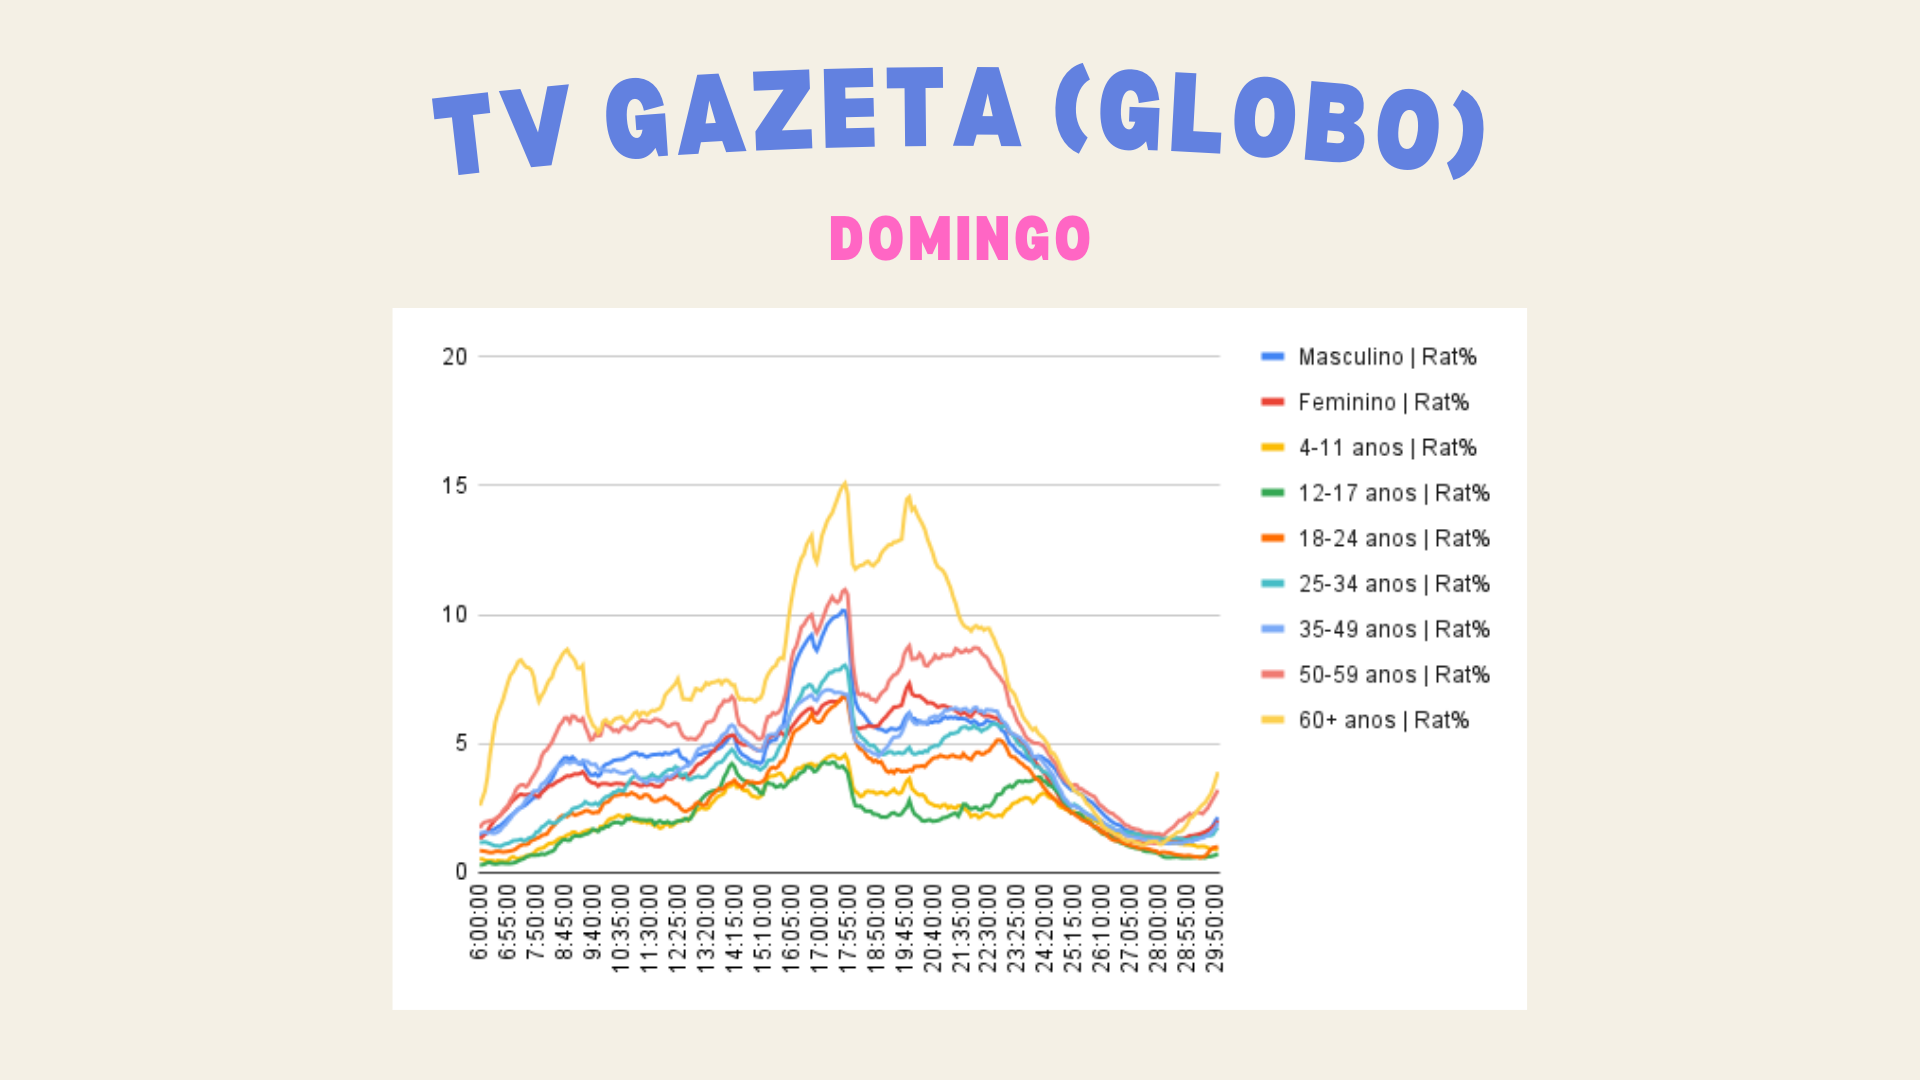 TV GAZETA (GLOBO)
DOMINGO
20
15
10
5
0
6:00:00
6:55:00
7:50:00
8:45:00
9:40:00
10:35:00
11:30:00
12:25:00
13:20:00
14:15:00
15:10:00
16:05:00
17:00:00
17:55:00
18:50:00
19:45:00
20:40:00
21:35:00
22:30:00
23:25:00
24:20:00
25:15:00
26:10:00
27:05:00
28:00:00
28:55:00
29:50:00
Masculino | Rat%
Feminino | Rat%
4-11 anos | Rat%
12-17 anos | Rat%
18-24 anos | Rat%
25-34 anos | Rat%
35-49 anos | Rat%
50-59 anos | Rat%
60+ anos | Rat%